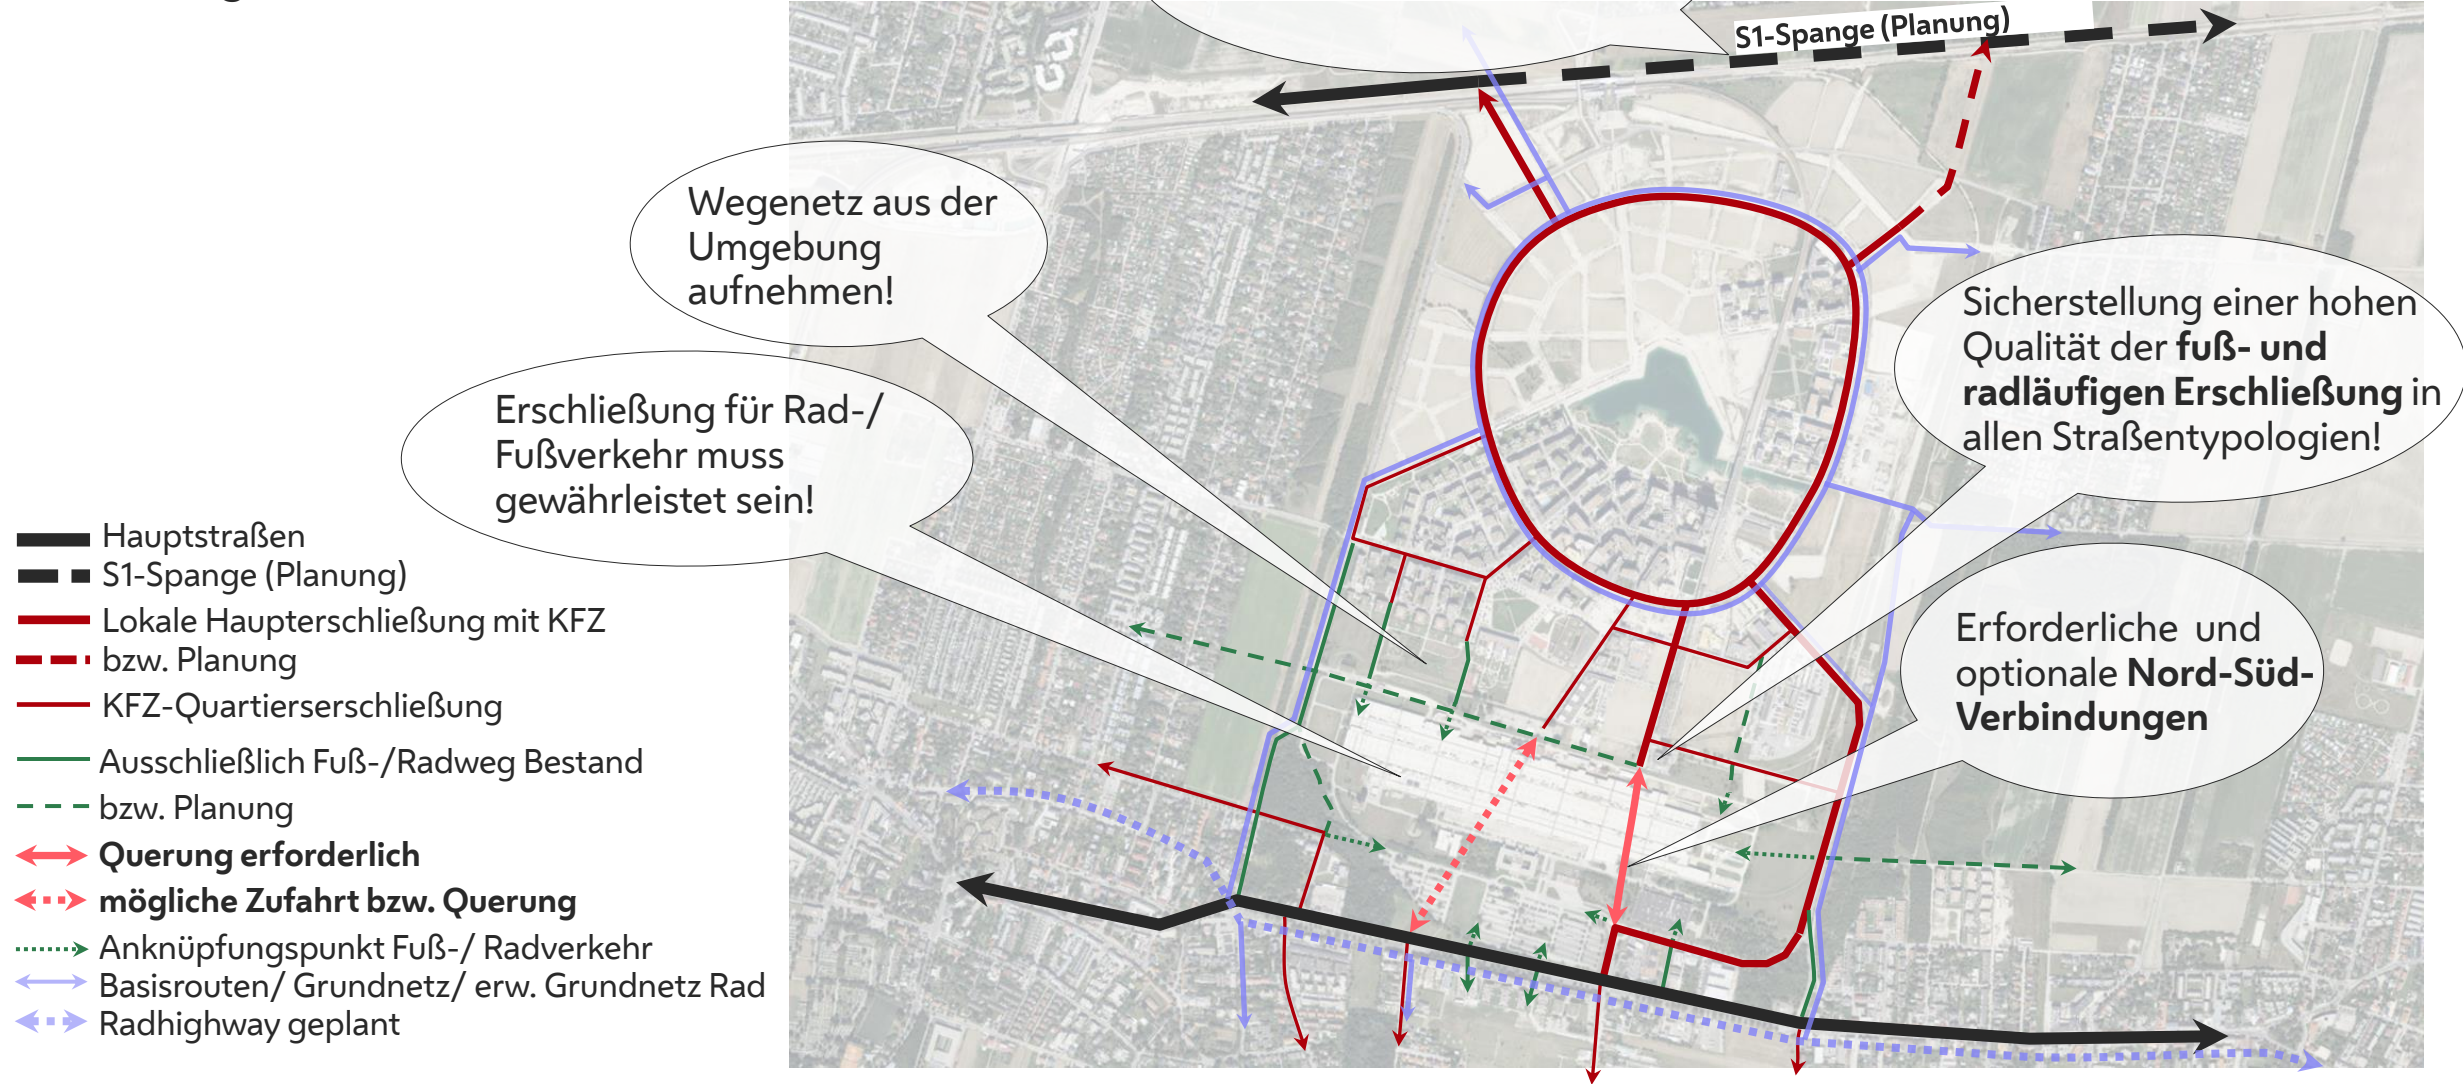 S1-Spange (Planung)
Wegenetz aus der
Umgebung
aufnehmen!
Sicherstellung einer hohen
Qualität der fuß- und
radläufigen Erschließung in
allen Straßentypologien!
Erschließung für Rad-/
Fußverkehr muss
gewährleistet sein!
Erforderliche und
optionale Nord-Süd-
Verbindungen
Hauptstraßen
S1-Spange (Planung)
Lokale Haupterschließung mit KFZ
bzw. Planung
KFZ-Quartierserschließung
Ausschließlich Fuß-/Radweg Bestand
bzw. Planung
Querung erforderlich
mögliche Zufahrt bzw. Querung
Anknüpfungspunkt Fuß-/ Radverkehr
Basisrouten/ Grundnetz/ erw. Grundnetz Rad
Radhighway geplant